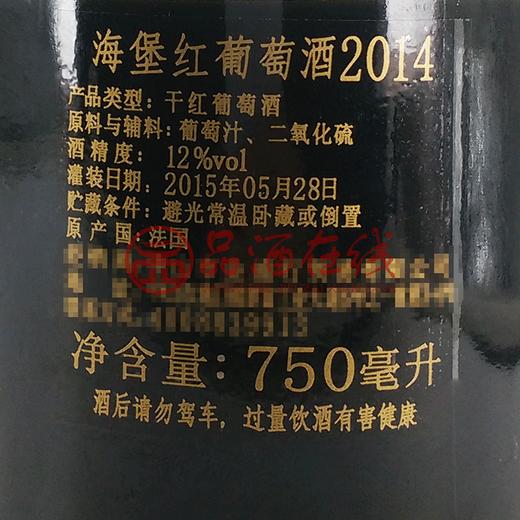 海堡红葡萄酒2014
产品类型：干红葡萄酒
原料与辅料：葡萄汁、二氧化硫
酒精度：12%vol
灌装日期：2015年05月28日
贮藏条件：避光常温卧藏或倒置
原产国：法国
品酒在线
净含量：750毫升
酒后请勿驾车，过量饮酒有害健康